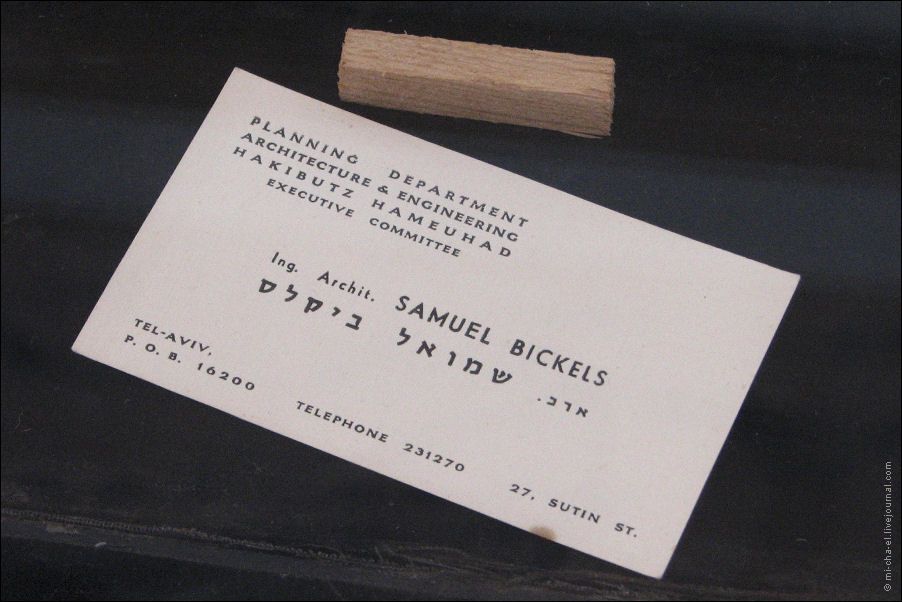 PLANNING DEPARTMENT
ARCHITECTURE & ENGINEERING
HAKIBUTZ HAMEUHAD
EXECUTIVE COMMITTEE
Ing. Archit. SAMUEL BICKELS
ארכ. שמואל ביקלס
TEL-AVIV,
P. O. B. 16200
TELEPHONE 231270
27, SUTIN ST.
© mi-cha-el.livejournal.com